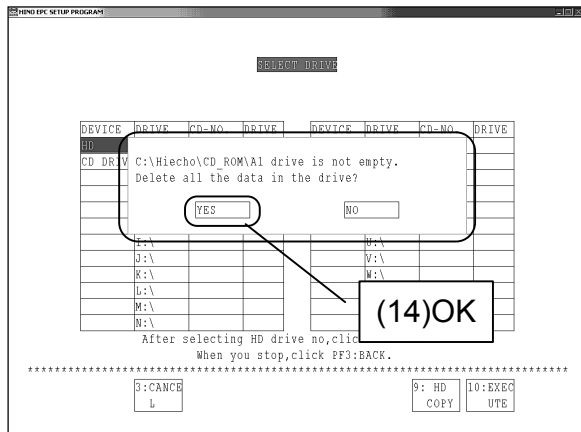 HINO EPC SETUP PROGRAM
SELECT DRIVE
DEVICE DRIVE CD-NO. DRIVE DEVICE DRIVE CD-NO. DRIVE
HD
CD DRIV
C:\Hiecho\CD_ROM\A1 drive is not empty.
Delete all the data in the drive?
YES NO
I:\ U:\
J:\ V:\
K:\ W:\
L:\
M:\
N:\
(14)OK
After selecting HD drive no,clic
When you stop,click PF3:BACK.
********************************************************************************
3:CANCE 9: HD 10:EXEC
L COPY UTE